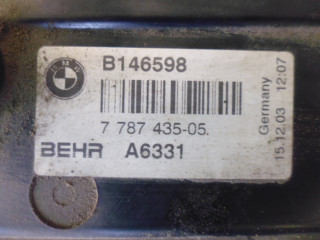 B146598
7 787 435-05.
BEHR A6331
Germany
15.12.03 12:07